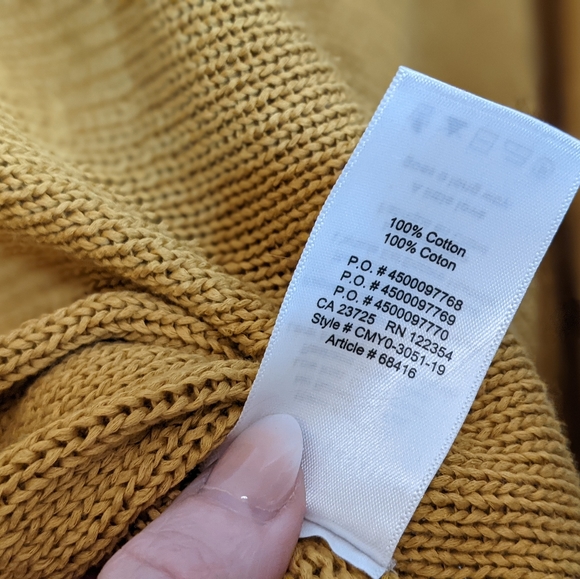 100% Cotton
100% Coton
P.O. # 4500097768
P.O. # 4500097769
P.O. # 4500097770
CA 23725 RN 122354
Style # CMY0-3051-19
Article # 68416